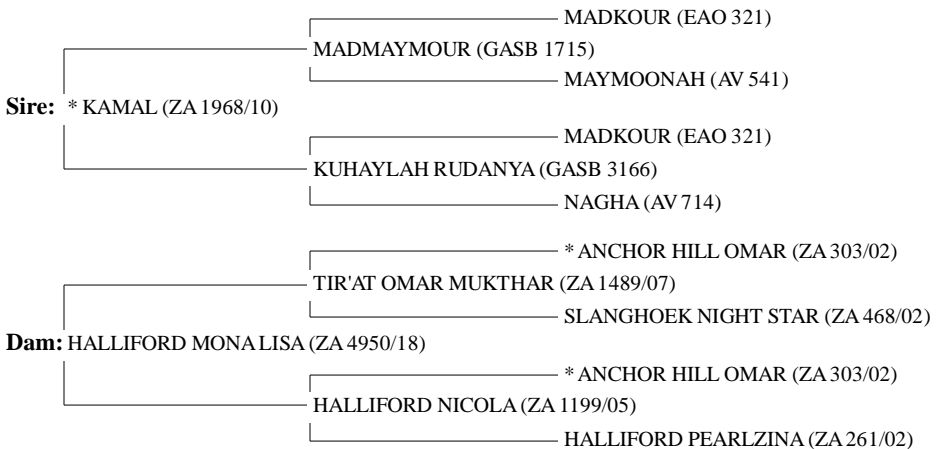 MADKOUR (EAO 321)
MADMAYMOUR (GASB 1715)
MAYMOONAH (AV 541)
Sire: * KAMAL (ZA 1968/10)
MADKOUR (EAO 321)
KUHAYLAH RUDANYA (GASB 3166)
NAGHA (AV 714)
* ANCHOR HILL OMAR (ZA 303/02)
TIR'AT OMAR MUKTHAR (ZA 1489/07)
SLANGHOEK NIGHT STAR (ZA 468/02)
Dam: HALLIFORD MONA LISA (ZA 4950/18)
* ANCHOR HILL OMAR (ZA 303/02)
HALLIFORD NICOLA (ZA 1199/05)
HALLIFORD PEARLZINA (ZA 261/02)